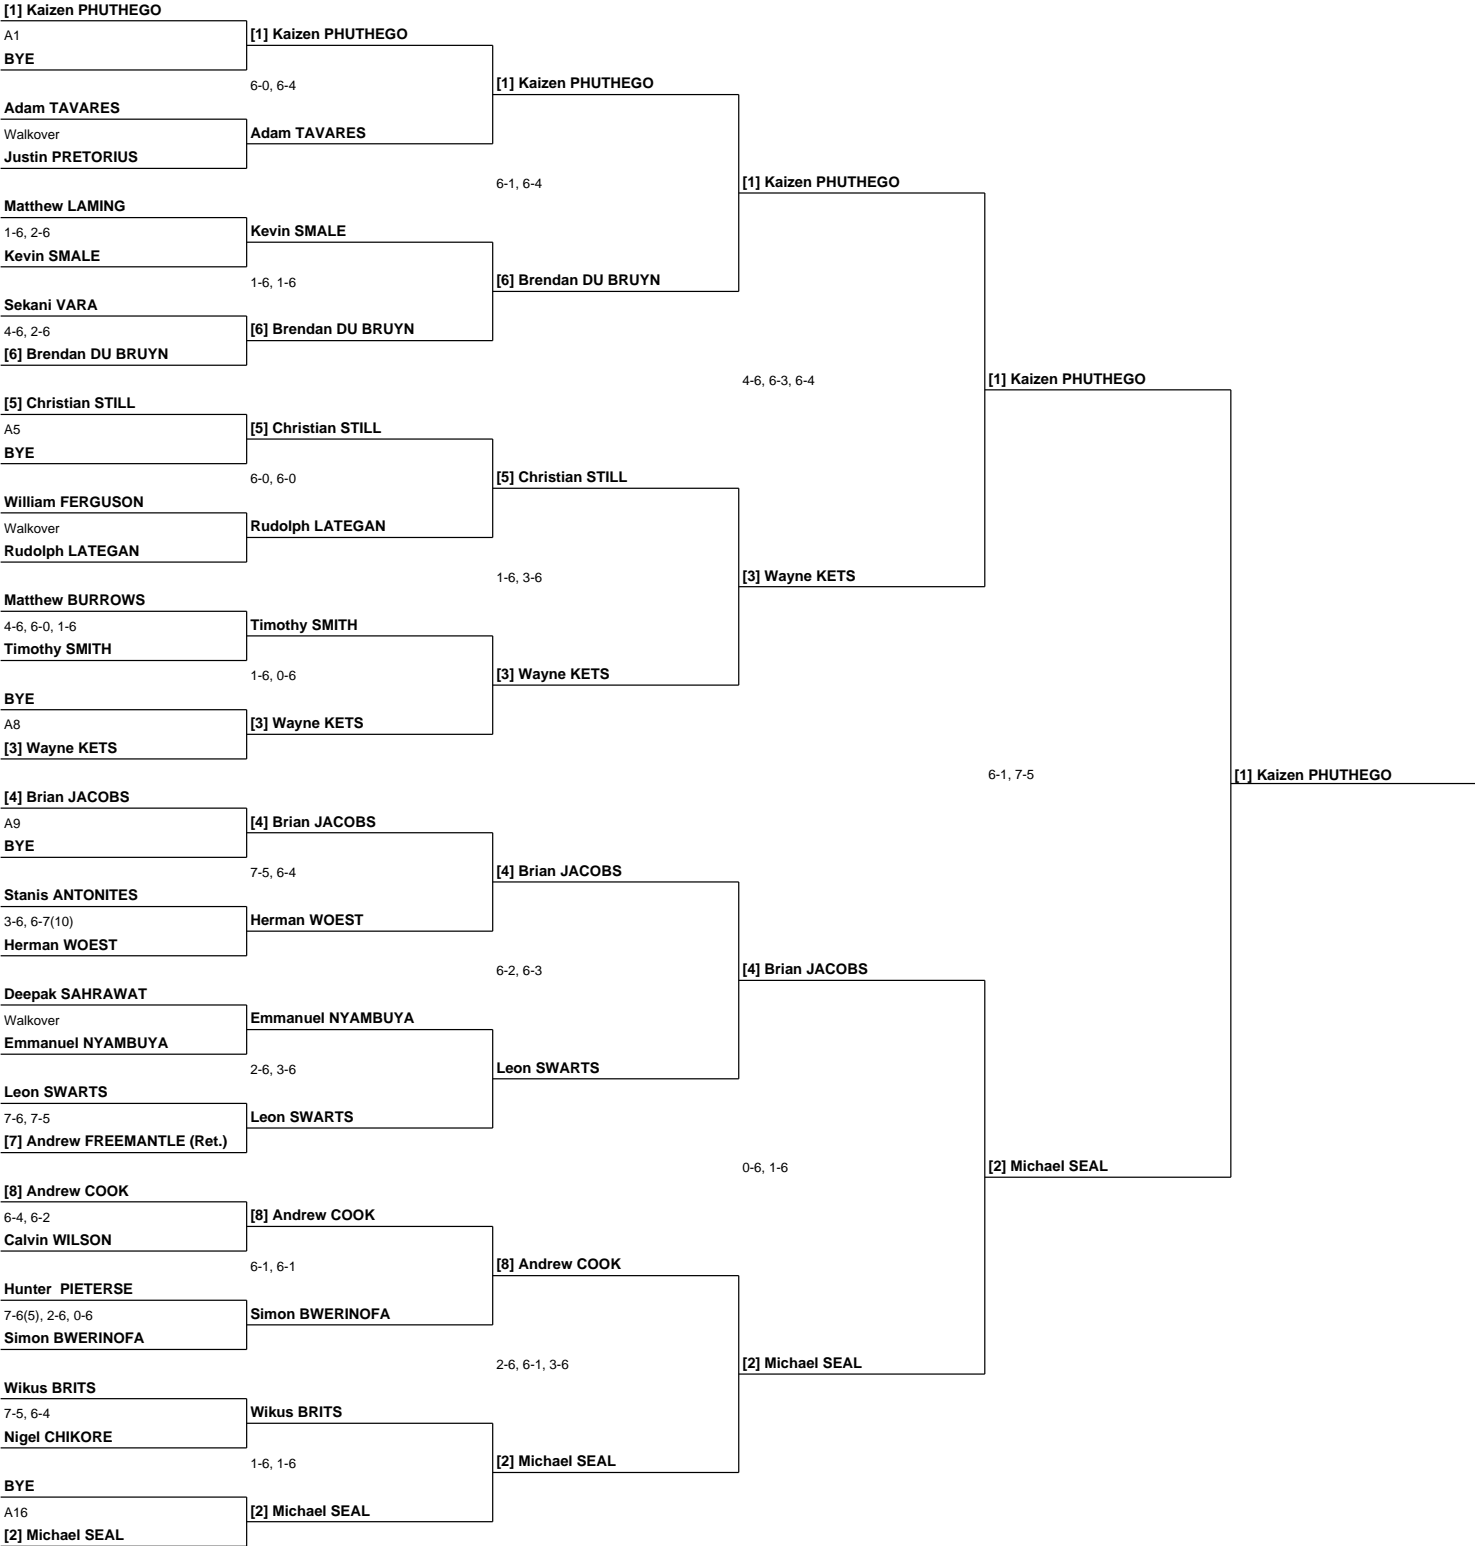 [1] Kaizen PHUTHEGO
A1
BYE
Adam TAVARES
Walkover
Justin PRETORIUS
Matthew LAMING
1-6, 2-6
Kevin SMALE
Sekani VARA
4-6, 2-6
[6] Brendan DU BRUYN
[5] Christian STILL
A5
BYE
William FERGUSON
Walkover
Rudolph LATEGAN
Matthew BURROWS
4-6, 6-0, 1-6
Timothy SMITH
BYE
A8
[3] Wayne KETS
[4] Brian JACOBS
A9
BYE
Stanis ANTONITES
3-6, 6-7(10)
Herman WOEST
Deepak SAHRAWAT
Walkover
Emmanuel NYAMBUYA
Leon SWARTS
7-6, 7-5
[7] Andrew FREEMANTLE (Ret.)
[8] Andrew COOK
6-4, 6-2
Calvin WILSON
Hunter  PIETERSE
7-6(5), 2-6, 0-6
Simon BWERINOFA
Wikus BRITS
7-5, 6-4
Nigel CHIKORE
BYE
A16
[2] Michael SEAL
[1] Kaizen PHUTHEGO
6-0, 6-4
Adam TAVARES
Kevin SMALE
1-6, 1-6
[6] Brendan DU BRUYN
[5] Christian STILL
6-0, 6-0
Rudolph LATEGAN
Timothy SMITH
1-6, 0-6
[3] Wayne KETS
[4] Brian JACOBS
7-5, 6-4
Herman WOEST
Emmanuel NYAMBUYA
2-6, 3-6
Leon SWARTS
[8] Andrew COOK
6-1, 6-1
Simon BWERINOFA
Wikus BRITS
1-6, 1-6
[2] Michael SEAL
[1] Kaizen PHUTHEGO
6-1, 6-4
[6] Brendan DU BRUYN
[5] Christian STILL
1-6, 3-6
[3] Wayne KETS
[4] Brian JACOBS
6-2, 6-3
Leon SWARTS
[8] Andrew COOK
2-6, 6-1, 3-6
[2] Michael SEAL
[1] Kaizen PHUTHEGO
4-6, 6-3, 6-4
[3] Wayne KETS
[4] Brian JACOBS
0-6, 1-6
[2] Michael SEAL
[1] Kaizen PHUTHEGO
6-1, 7-5
[2] Michael SEAL
[1] Kaizen PHUTHEGO